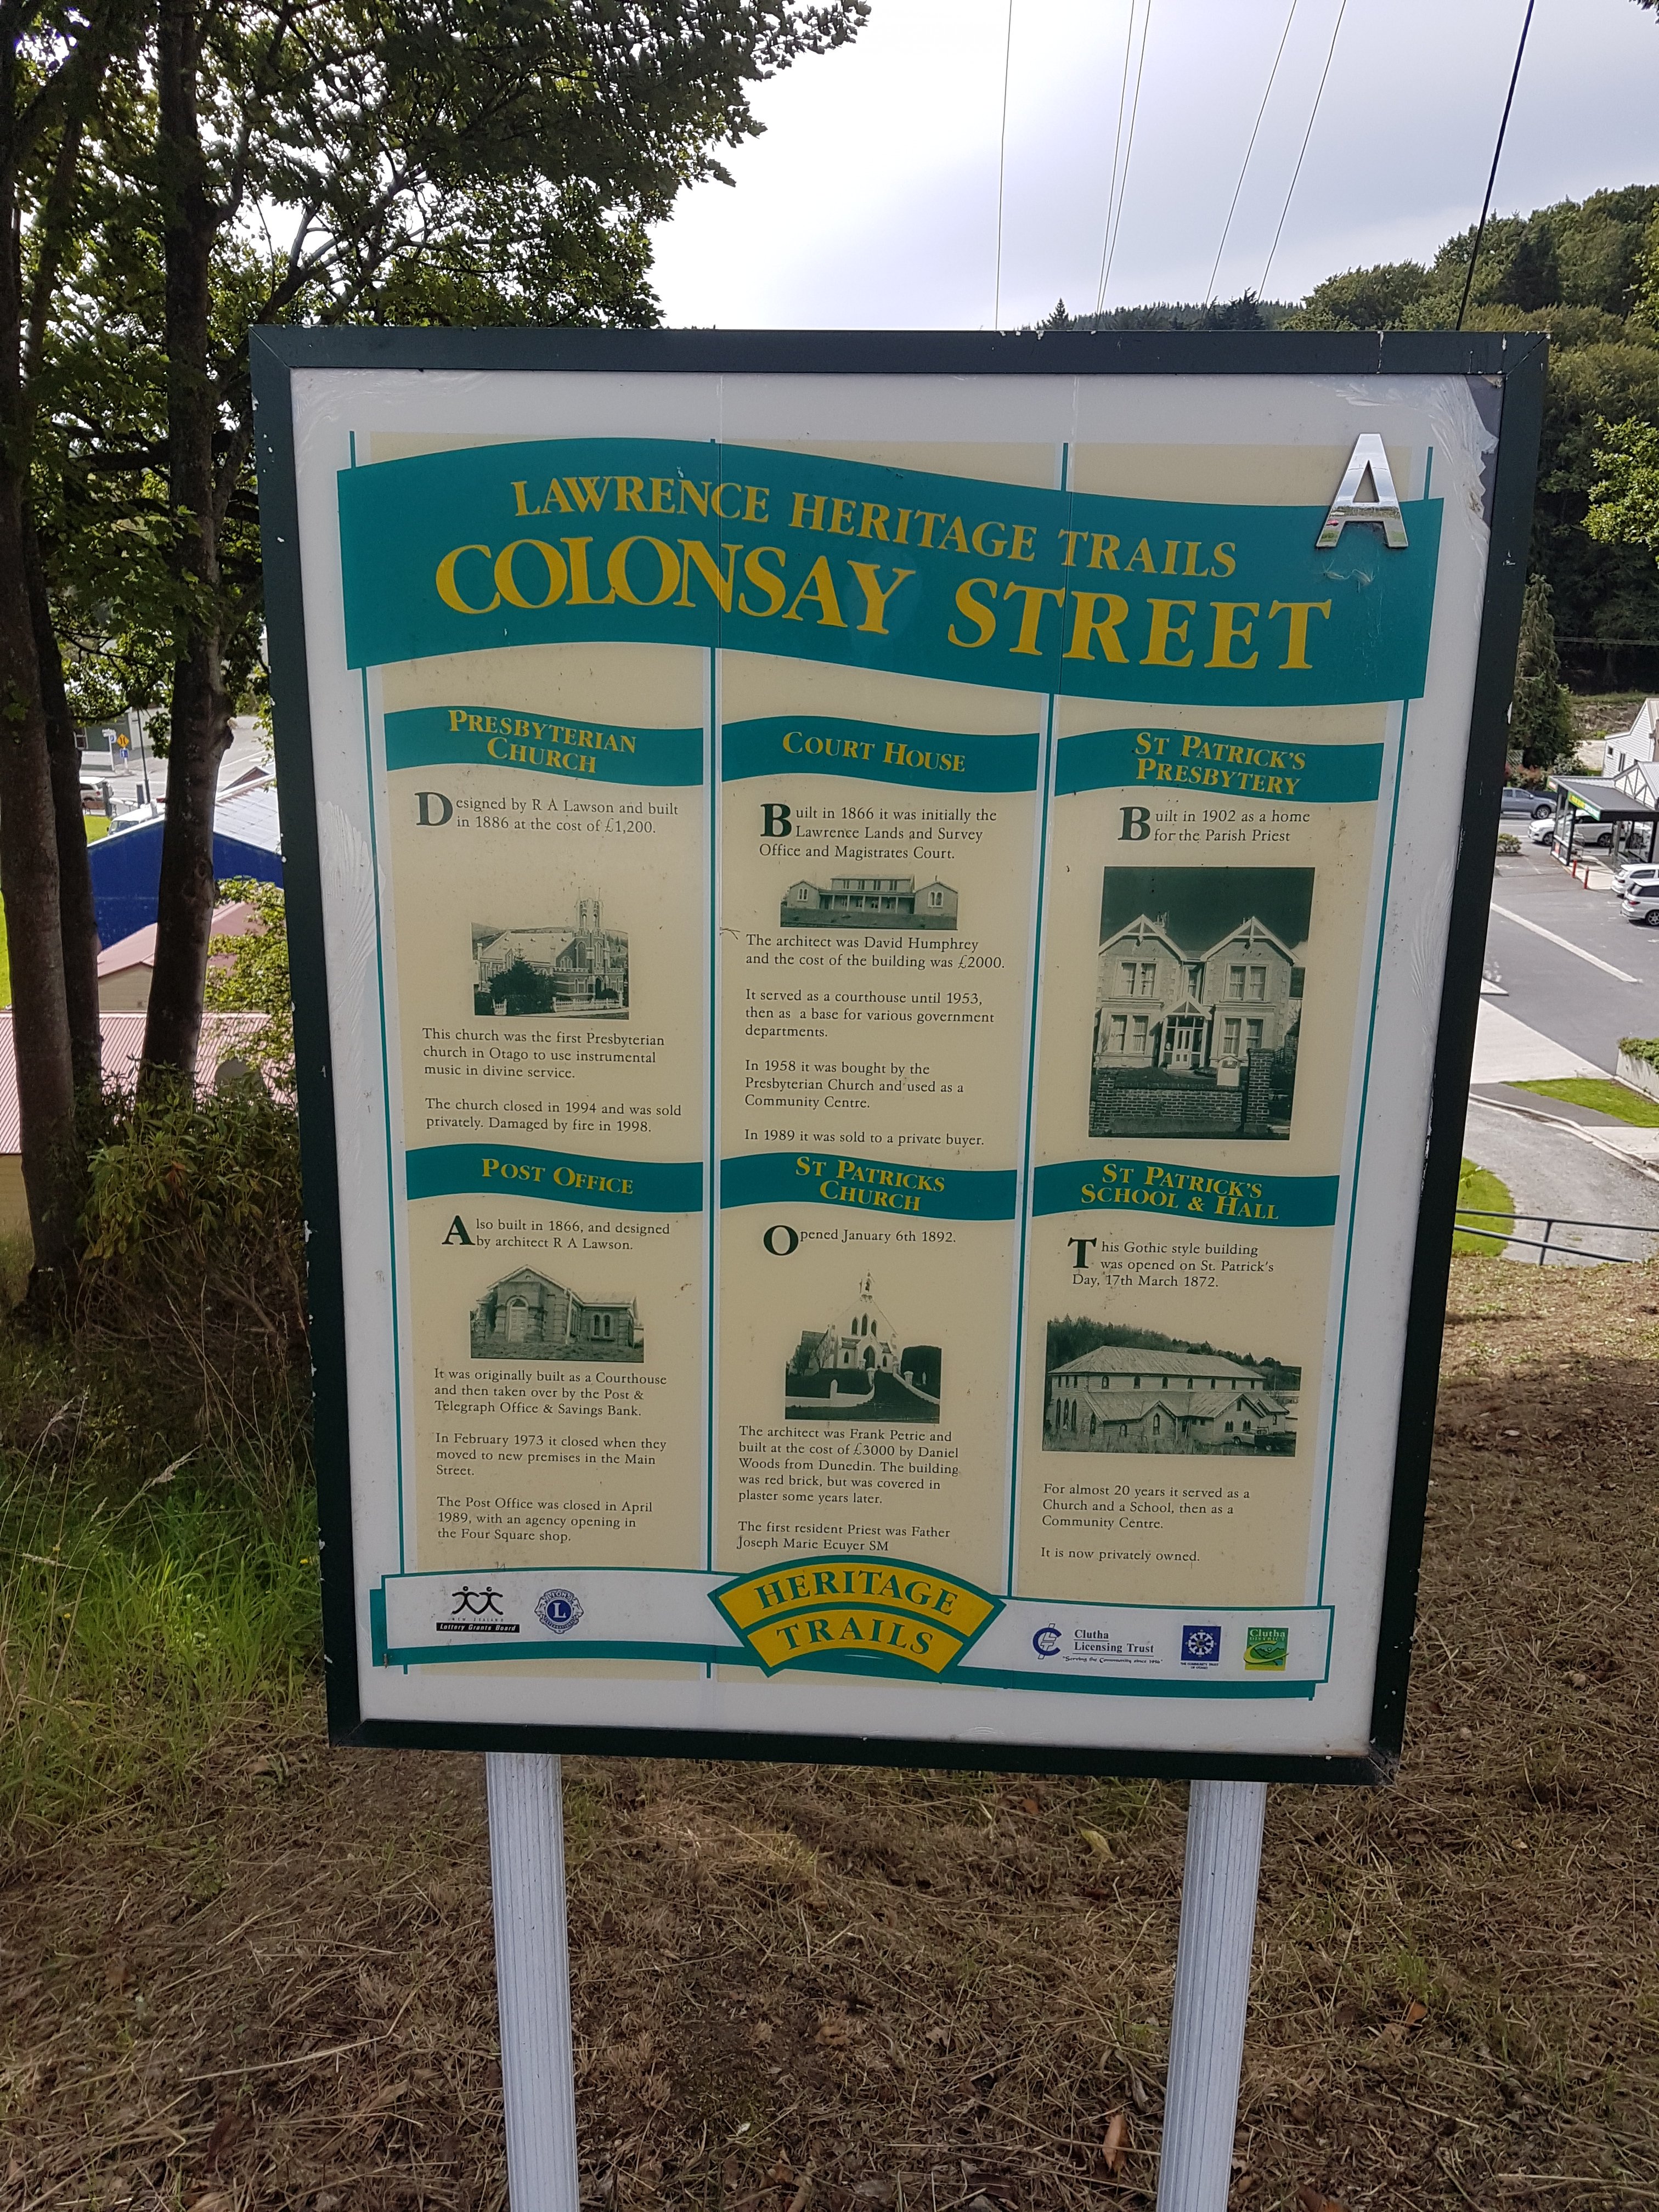 A
LAWRENCE HERITAGE TRAILS
COLONSAY STREET
PRESBYTERIAN
CHURCH
Designed by R A Lawson and built
in 1886 at the cost of £1,200.
This church was the first Presbyterian
church in Otago to use instrumental
music in divine service.
The church closed in 1994 and was sold
privately. Damaged by fire in 1998.
COURT HOUSE
Built in 1866 it was initially the
Lawrence Lands and Survey
Office and Magistrates Court.
The architect was David Humphrey
and the cost of the building was £2000.
It served as a courthouse until 1953,
then as a base for various government
departments.
In 1958 it was bought by the
Presbyterian Church and used as a
Community Centre.
In 1989 it was sold to a private buyer.
ST PATRICK'S
PRESBYTERY
Built in 1902 as a home
for the Parish Priest
POST OFFICE
Also built in 1866, and designed
by architect R A Lawson.
It was originally built as a Courthouse
and then taken over by the Post &
Telegraph Office & Savings Bank.
In February 1973 it closed when they
moved to new premises in the Main
Street.
The Post Office was closed in April
1989, with an agency opening in
the Four Square shop.
ST PATRICKS
CHURCH
Opened January 6th 1892.
The architect was Frank Petrie and
built at the cost of £3000 by Daniel
Woods from Dunedin. The building
was red brick, but was covered in
plaster some years later.
The first resident Priest was Father
Joseph Marie Ecuyer SM
ST PATRICK'S
SCHOOL & HALL
This Gothic style building
was opened on St. Patrick's
Day, 17th March 1872.
For almost 20 years it served as a
Church and a School, then as a
Community Centre.
It is now privately owned.
NEW ZEALAND
Lottery Grants Board
L
HERITAGE
TRAILS
Clutha
Licensing Trust
Clutha
DISTRICT